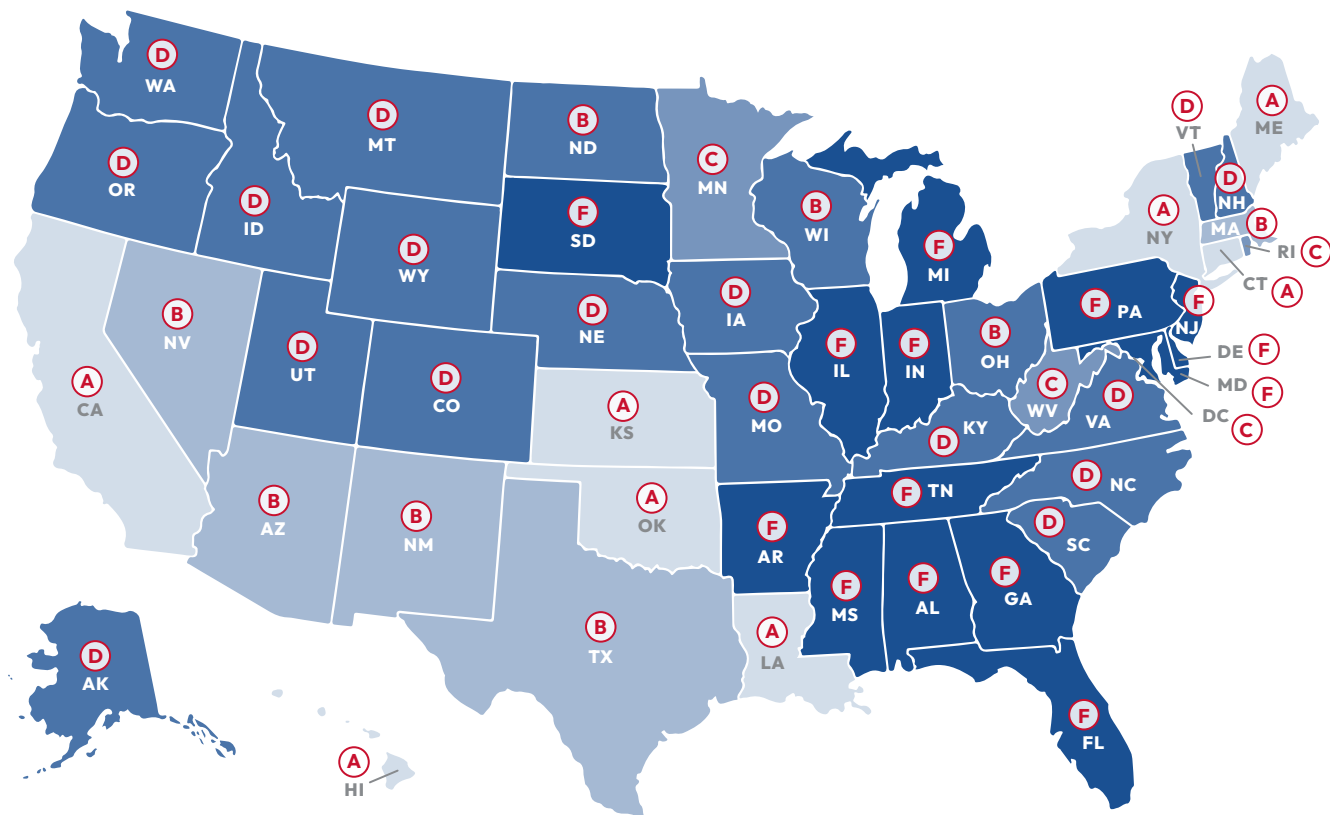 D
WA
D
OR
D
ID
D
MT
B
ND
C
MN
F
SD
D
WY
B
WI
F
MI
A
ME
D
VT
D
NH
A
NY
MA
B
RI
C
CT
A
F
PA
F
NJ
DE
F
MD
F
DC
C
A
CA
B
NV
D
UT
D
CO
D
NE
D
IA
F
IL
F
IN
B
OH
C
WV
D
VA
KY
D
A
KS
D
MO
F
TN
D
NC
D
SC
B
AZ
B
NM
A
OK
F
AR
F
MS
F
AL
F
GA
B
TX
A
LA
F
FL
D
AK
A
HI